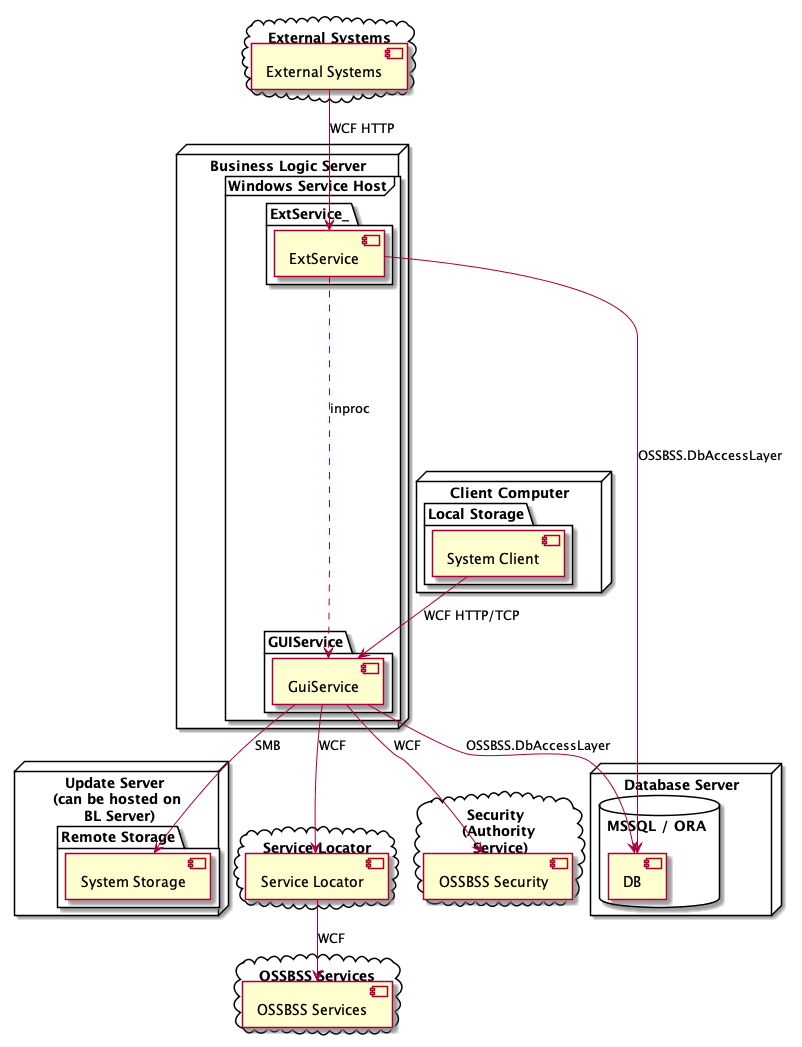 External Systems
External Systems
WCF HTTP
Business Logic Server
Windows Service Host
ExtService_
ExtService
inproc
OSSBSS.DbAccessLayer
Client Computer
Local Storage
System Client
WCF HTTP/TCP
GUIService
GuiService
SMB
WCF
WCF
OSSBSS.DbAccessLayer
Update Server
(can be hosted on
BL Server)
Remote Storage
System Storage
Service Locator
Service Locator
Security
(Authority
Service)
OSSBSS Security
Database Server
MSSQL / ORA
DB
WCF
OSSBSS Services
OSSBSS Services